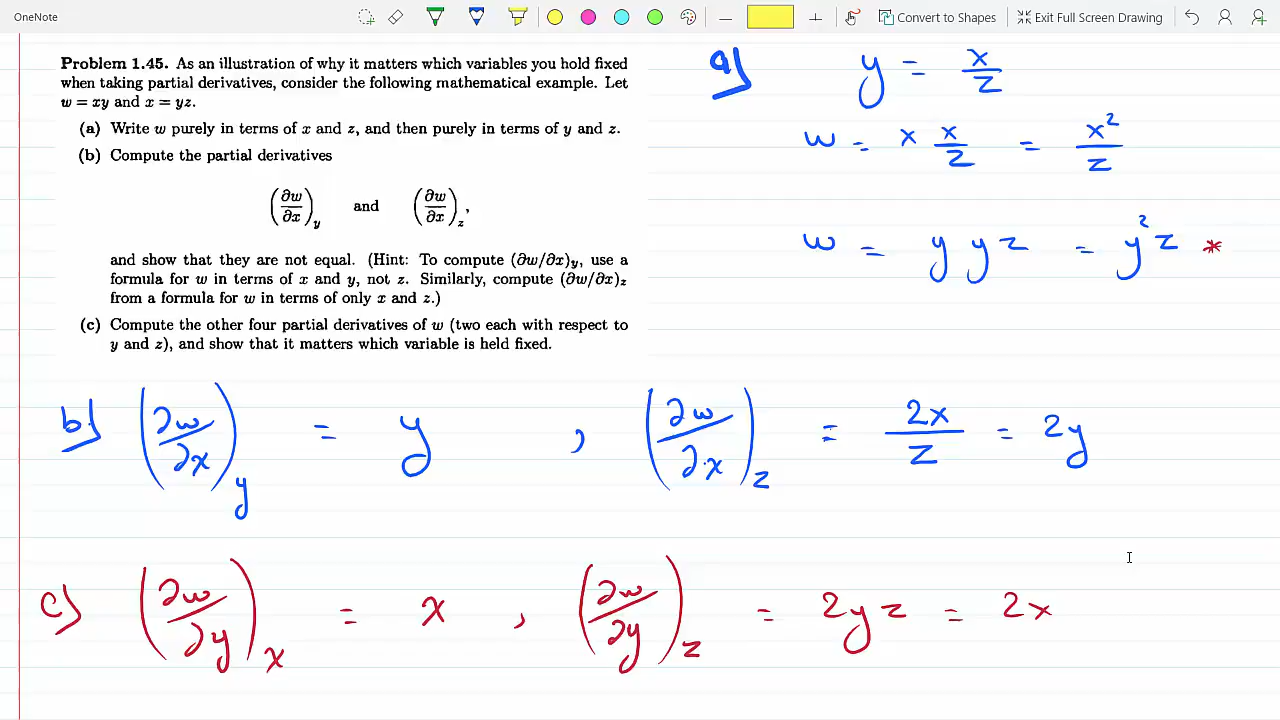 OneNote
Convert to Shapes
Exit Full Screen Drawing
Problem 1.45. As an illustration of why it matters which variables you hold fixed
when taking partial derivatives, consider the following mathematical example. Let
w = xy and x = yz.
(a) Write w purely in terms of x and z, and then purely in terms of y and z.
(b) Compute the partial derivatives
(∂w/∂x)_y and (∂w/∂x)_z,
and show that they are not equal. (Hint: To compute (∂w/∂x)_y, use a
formula for w in terms of x and y, not z. Similarly, compute (∂w/∂x)_z
from a formula for w in terms of only x and z.)
(c) Compute the other four partial derivatives of w (two each with respect to
y and z), and show that it matters which variable is held fixed.
a) y = x/z
w = x x/z = x²/z
w = y y z = y² z *
b) (∂w/∂x)_y = y , (∂w/∂x)_z = 2x/z = 2y
c) (∂w/∂y)_x = x , (∂w/∂y)_z = 2yz = 2x